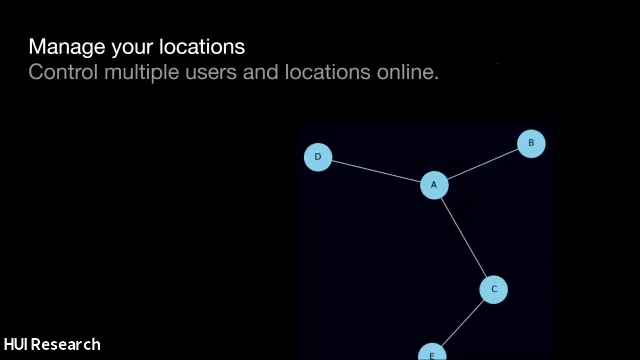 Manage your locations
Control multiple users and locations online.
B
D
A
C
E
HUI Research